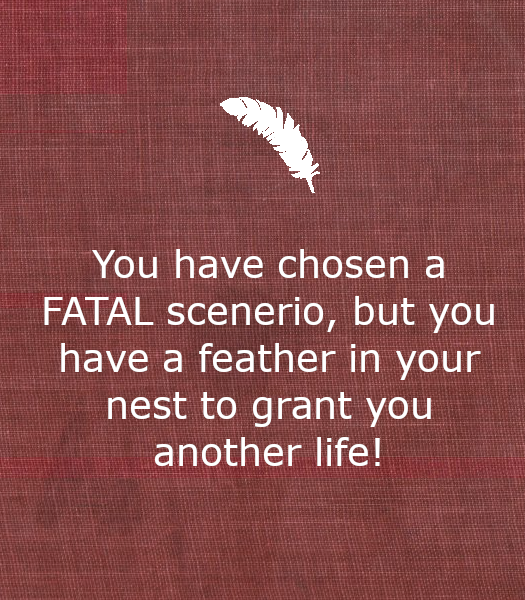 You have chosen a
FATAL scenerio, but you
have a feather in your
nest to grant you
another life!